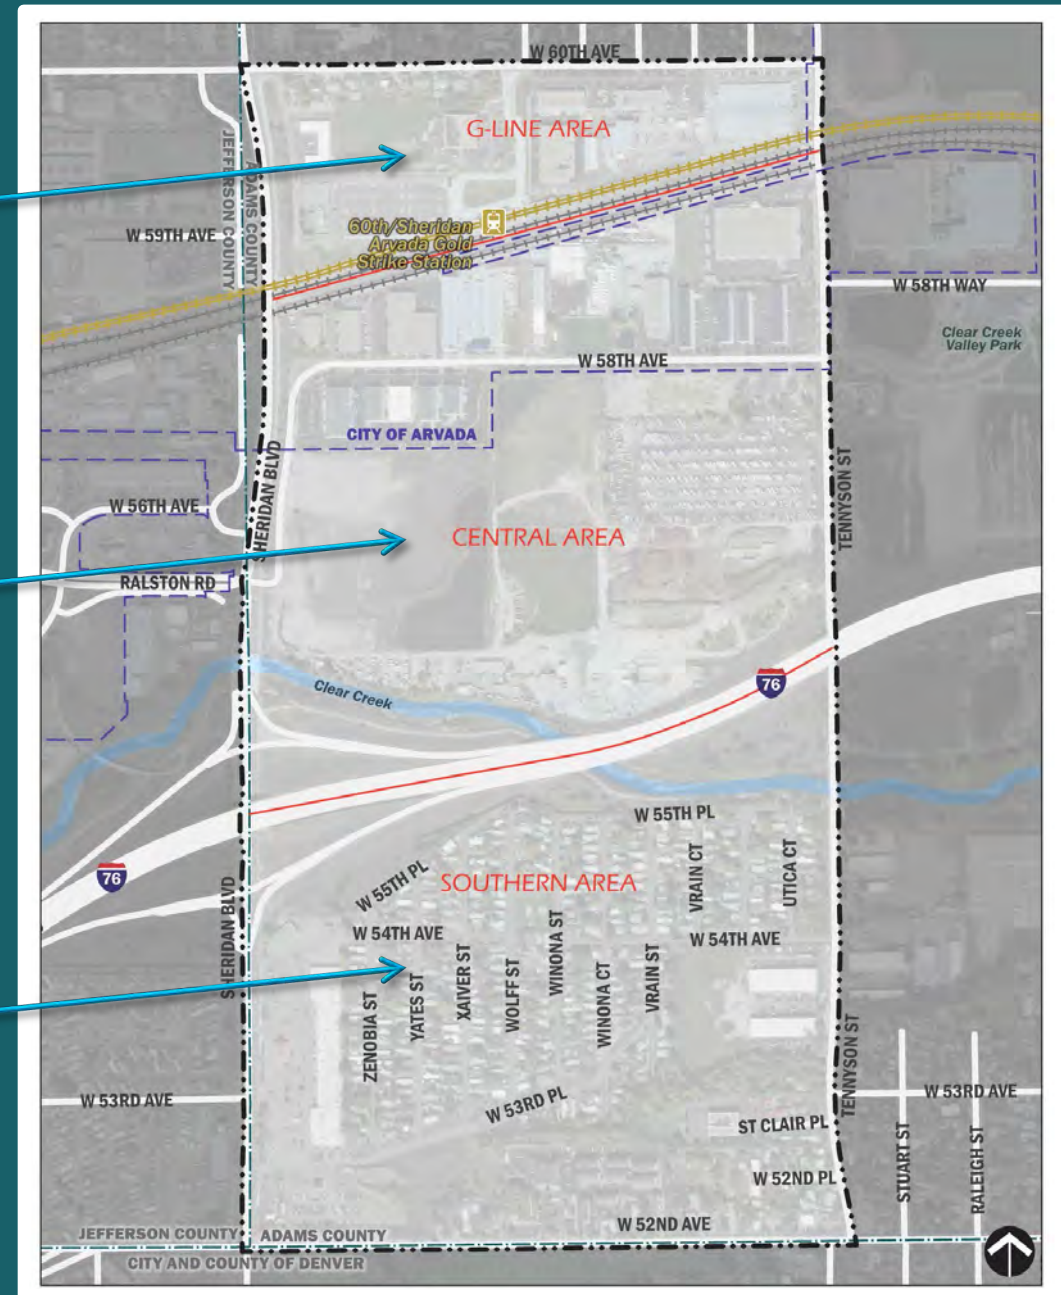 W 60TH AVE
G-LINE AREA
JEFFERSON COUNTY
ADAMS COUNTY
60th/Sheridan
Arvada Gold
Strike Station
W 59TH AVE
W 58TH WAY
Clear Creek
Valley Park
W 58TH AVE
CITY OF ARVADA
SHERIDAN BLVD
TENNYSON ST
W 56TH AVE
CENTRAL AREA
RALSTON RD
Clear Creek
76
W 55TH PL
76
W 55TH PL
SOUTHERN AREA
VRAIN CT
UTICA CT
SHERIDAN BLVD
W 54TH AVE
W 54TH AVE
ZENOBIA ST
YATES ST
XAIVER ST
WOLFF ST
WINONA ST
WINONA CT
VRAIN ST
TENNYSON ST
W 53RD AVE
W 53RD PL
W 53RD AVE
ST CLAIR PL
STUART ST
RALEIGH ST
W 52ND PL
W 52ND AVE
JEFFERSON COUNTY
ADAMS COUNTY
CITY AND COUNTY OF DENVER